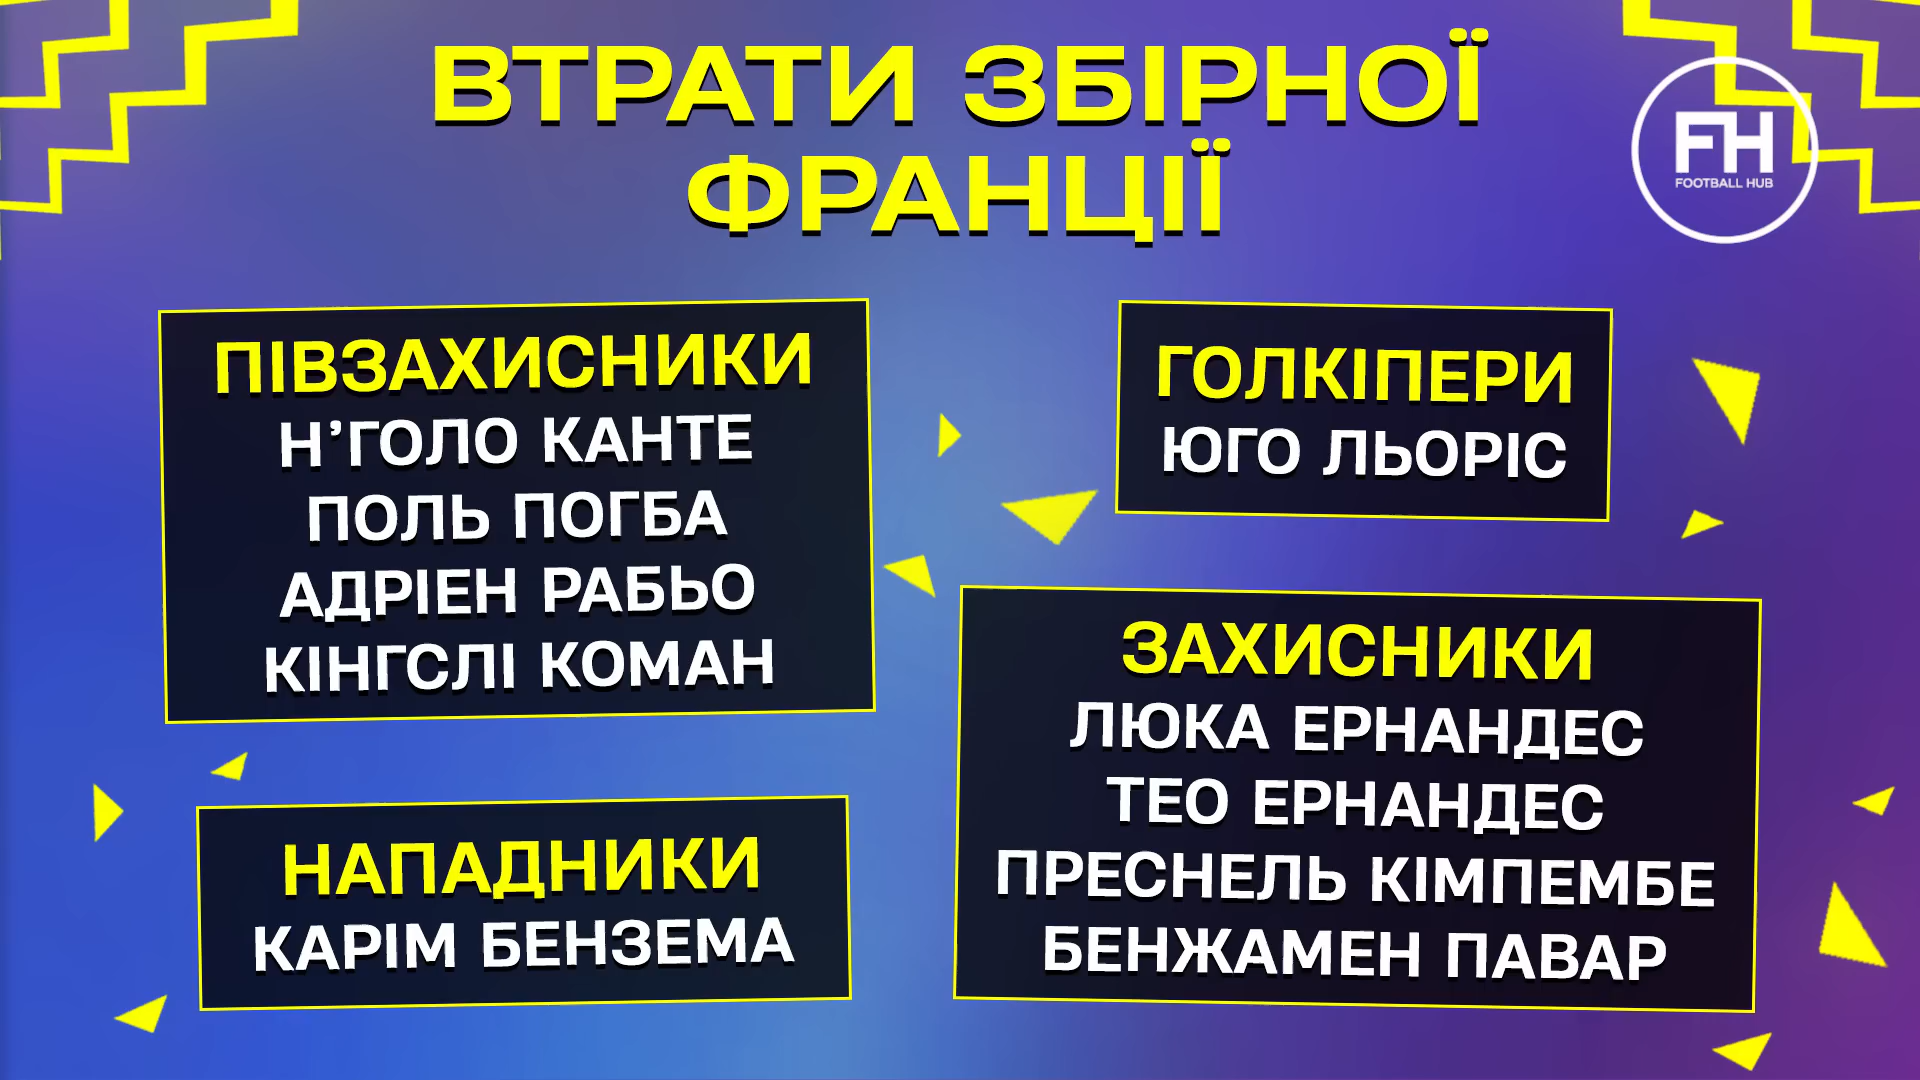 ВТРАТИ ЗБІРНОЇ
ФРАНЦІЇ
FH
FOOTBALL HUB
ПІВЗАХИСНИКИ
Н’ГОЛО КАНТЕ
ПОЛЬ ПОГБА
АДРІЕН РАБЬО
КІНГСЛІ КОМАН
ГОЛКІПЕРИ
ЮГО ЛЬОРІС
НАПАДНИКИ
КАРІМ БЕНЗЕМА
ЗАХИСНИКИ
ЛЮКА ЕРНАНДЕС
ТЕО ЕРНАНДЕС
ПРЕСНЕЛЬ КІМПЕМБЕ
БЕНЖАМЕН ПАВАР